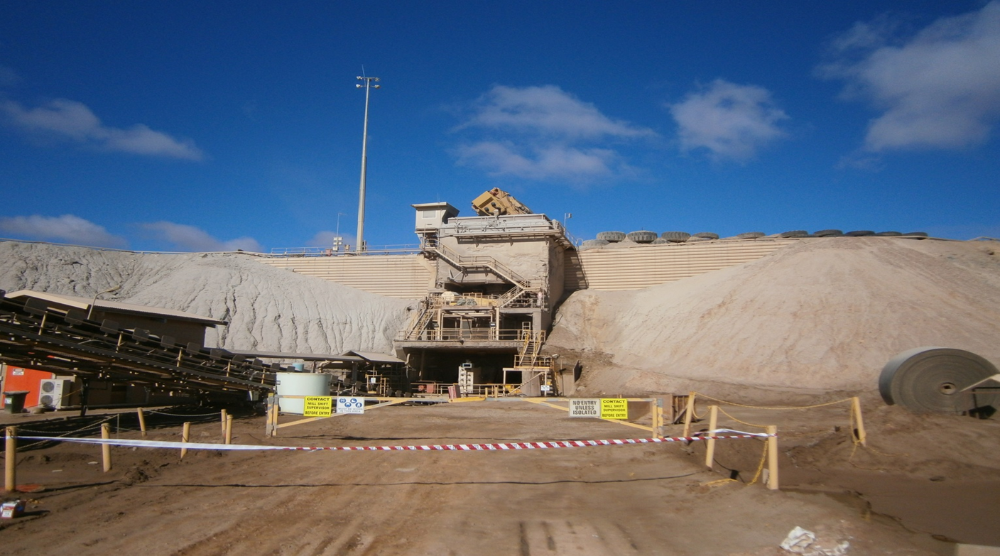 CONTACT
MILL SHIFT
SUPERVISOR
BEFORE ENTRY
NO ENTRY
UNLESS
ISOLATED
CONTACT
MILL SHIFT
SUPERVISOR
BEFORE ENTRY